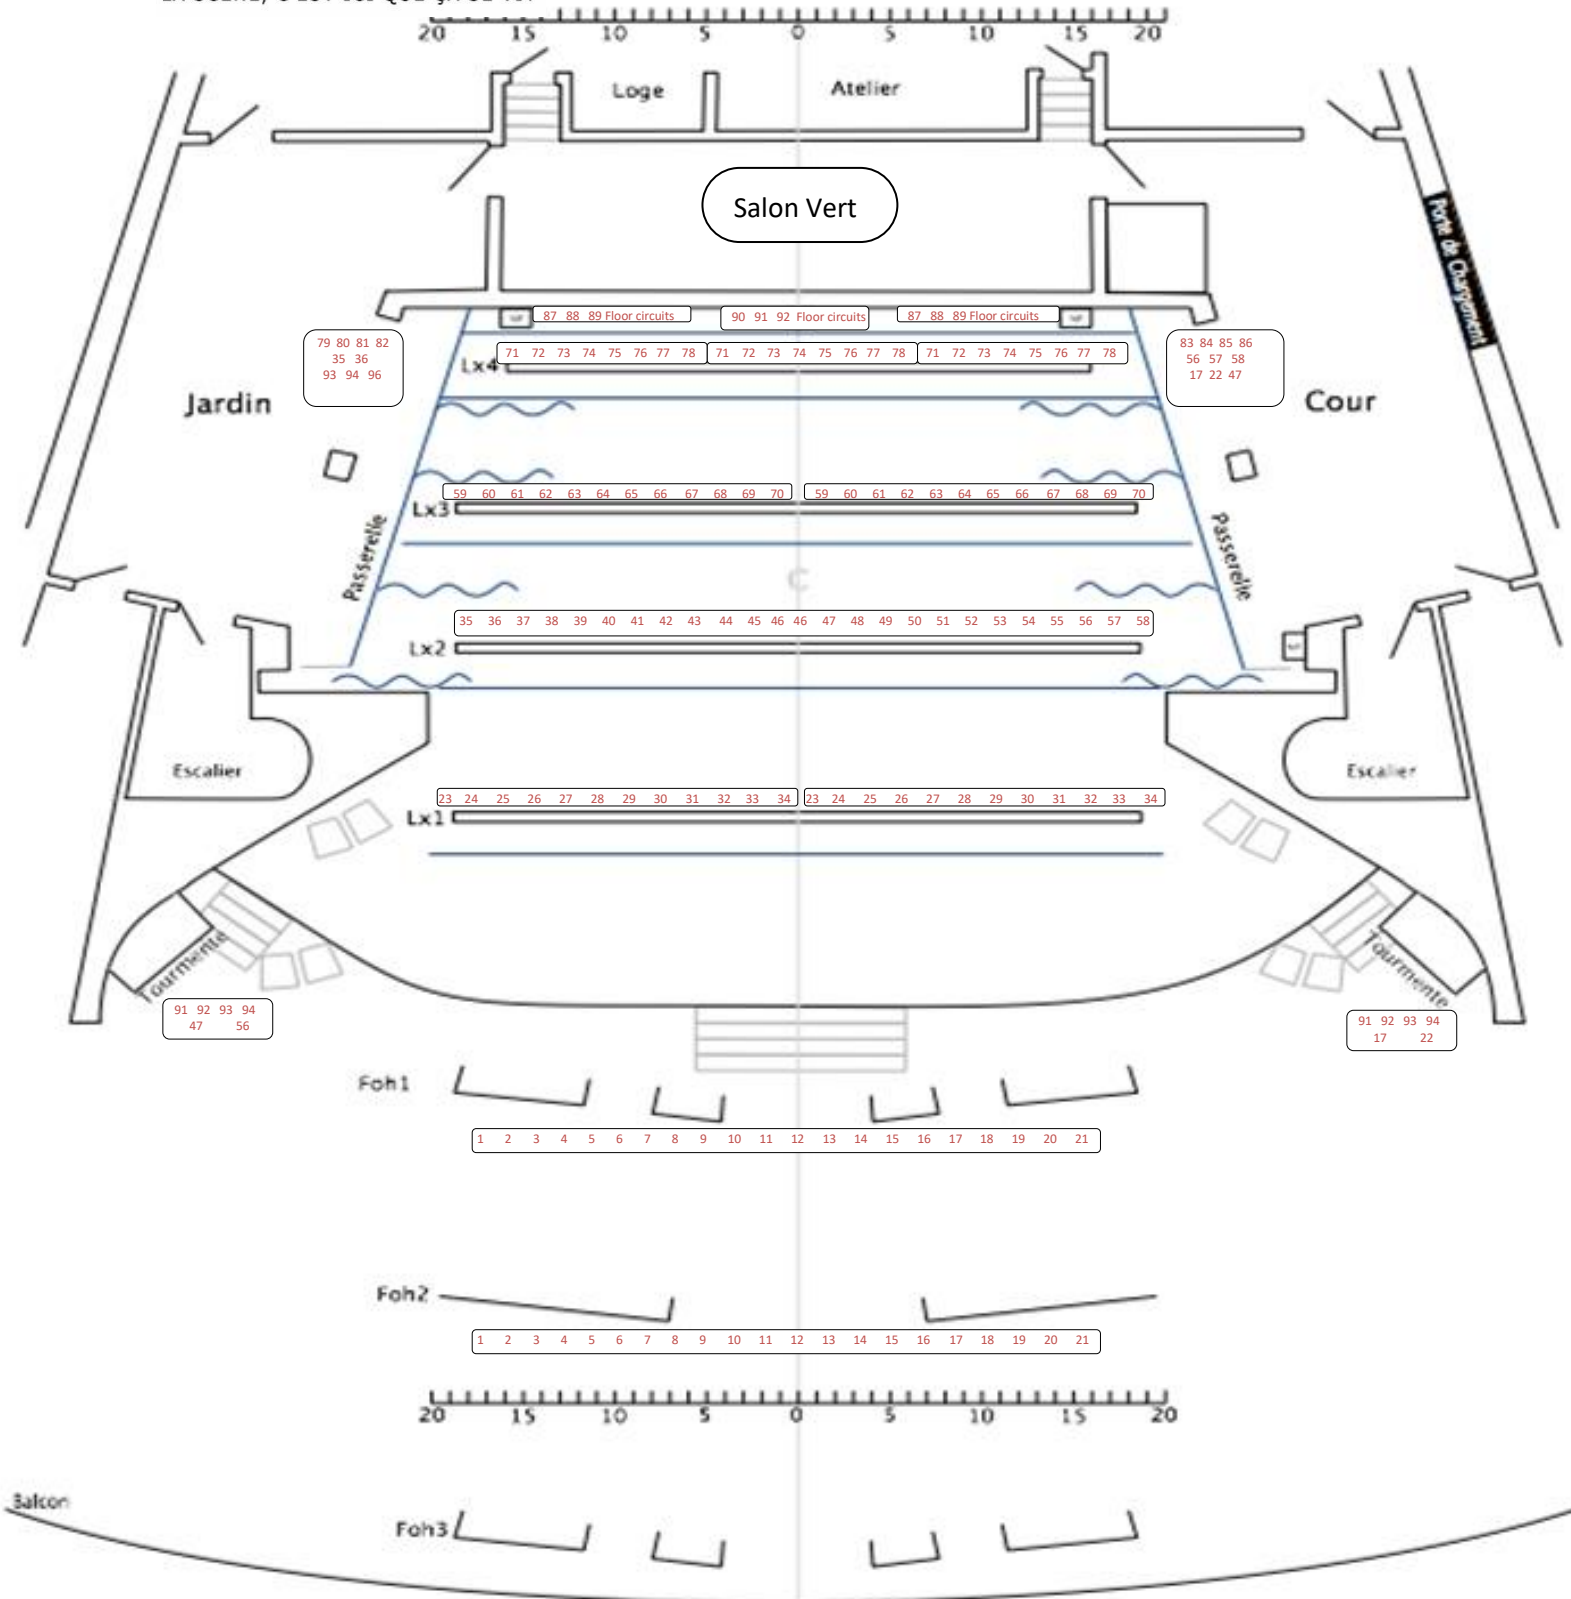 20 15 10 5 0 5 10 15 20
Loge
Atelier
Salon Vert
Porte de Chargement
87 88 89 Floor circuits
90 91 92 Floor circuits
87 88 89 Floor circuits
79 80 81 82
35 36
93 94 96
83 84 85 86
56 57 58
17 22 47
Lx4
71 72 73 74 75 76 77 78
71 72 73 74 75 76 77 78
71 72 73 74 75 76 77 78
Jardin
Cour
59 60 61 62 63 64 65 66 67 68 69 70
59 60 61 62 63 64 65 66 67 68 69 70
Lx3
Passerelle
Passerelle
C
35 36 37 38 39 40 41 42 43 44 45 46 46 47 48 49 50 51 52 53 54 55 56 57 58
Lx2
Escalier
Escalier
23 24 25 26 27 28 29 30 31 32 33 34
23 24 25 26 27 28 29 30 31 32 33 34
Lx1
Tourmente
Tourmente
91 92 93 94
47 56
91 92 93 94
17 22
Foh1
1 2 3 4 5 6 7 8 9 10 11 12 13 14 15 16 17 18 19 20 21
Foh2
1 2 3 4 5 6 7 8 9 10 11 12 13 14 15 16 17 18 19 20 21
20 15 10 5 0 5 10 15 20
Balcon
Foh3